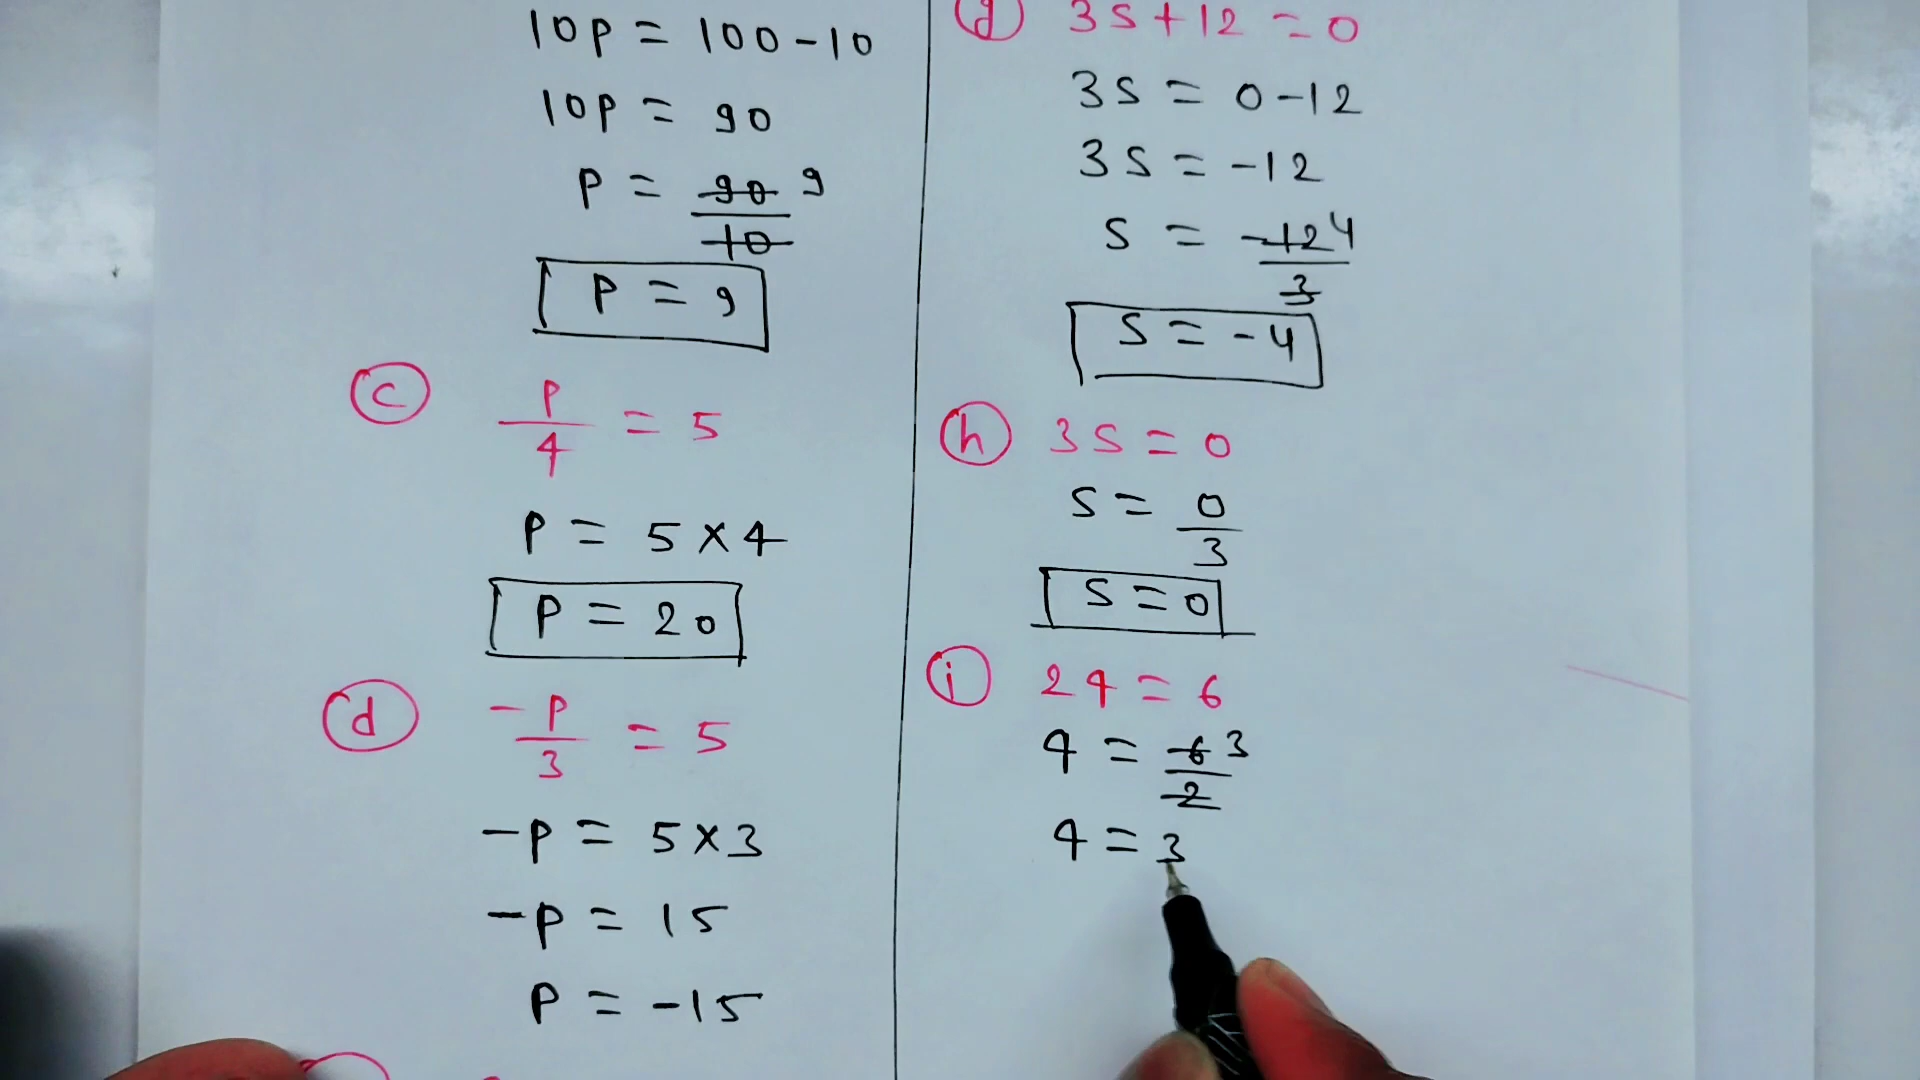 10P = 100-10
10P = 90
P = 90/10 9
P = 9
(c) P/4 = 5
P = 5×4
P = 20
(d) -P/3 = 5
-P = 5×3
-P = 15
P = -15
(g) 3S+12 = 0
3S = 0-12
3S = -12
S = -12/3 4
S = -4
(h) 3S = 0
S = 0/3
S = 0
(i) 2q = 6
q = 6/2 3
q = 3